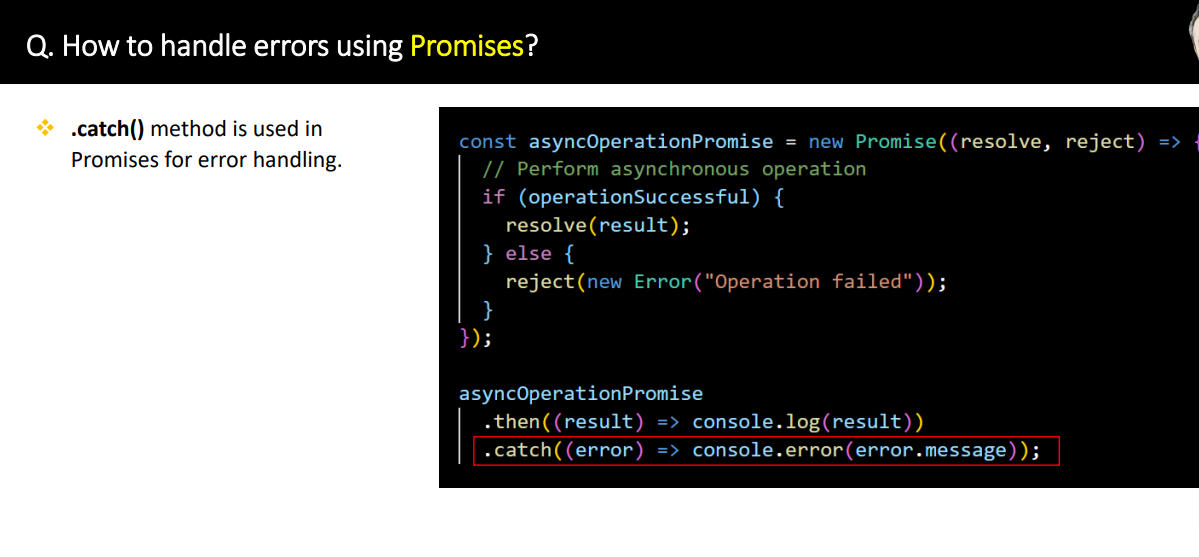 Q. How to handle errors using Promises?
❖ .catch() method is used in
Promises for error handling.
const asyncOperationPromise = new Promise((resolve, reject) => {
  // Perform asynchronous operation
  if (operationSuccessful) {
    resolve(result);
  } else {
    reject(new Error("Operation failed"));
  }
});
asyncOperationPromise
  .then((result) => console.log(result))
  .catch((error) => console.error(error.message));